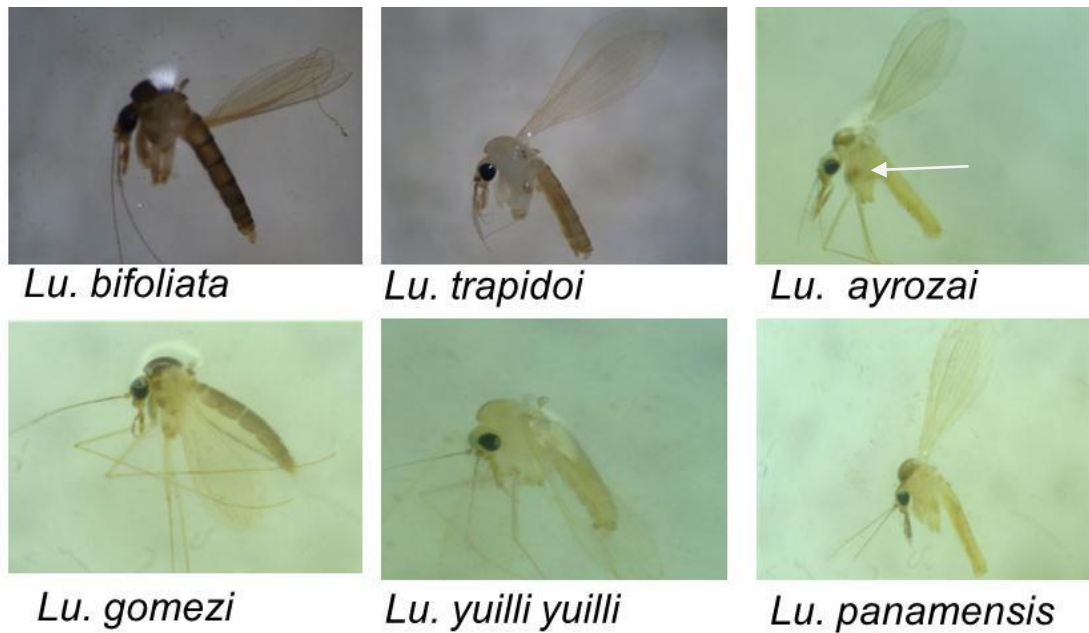 Lu. bifoliata
Lu. trapidoi
Lu. ayrozai
Lu. gomezi
Lu. yuilli yuilli
Lu. panamensis